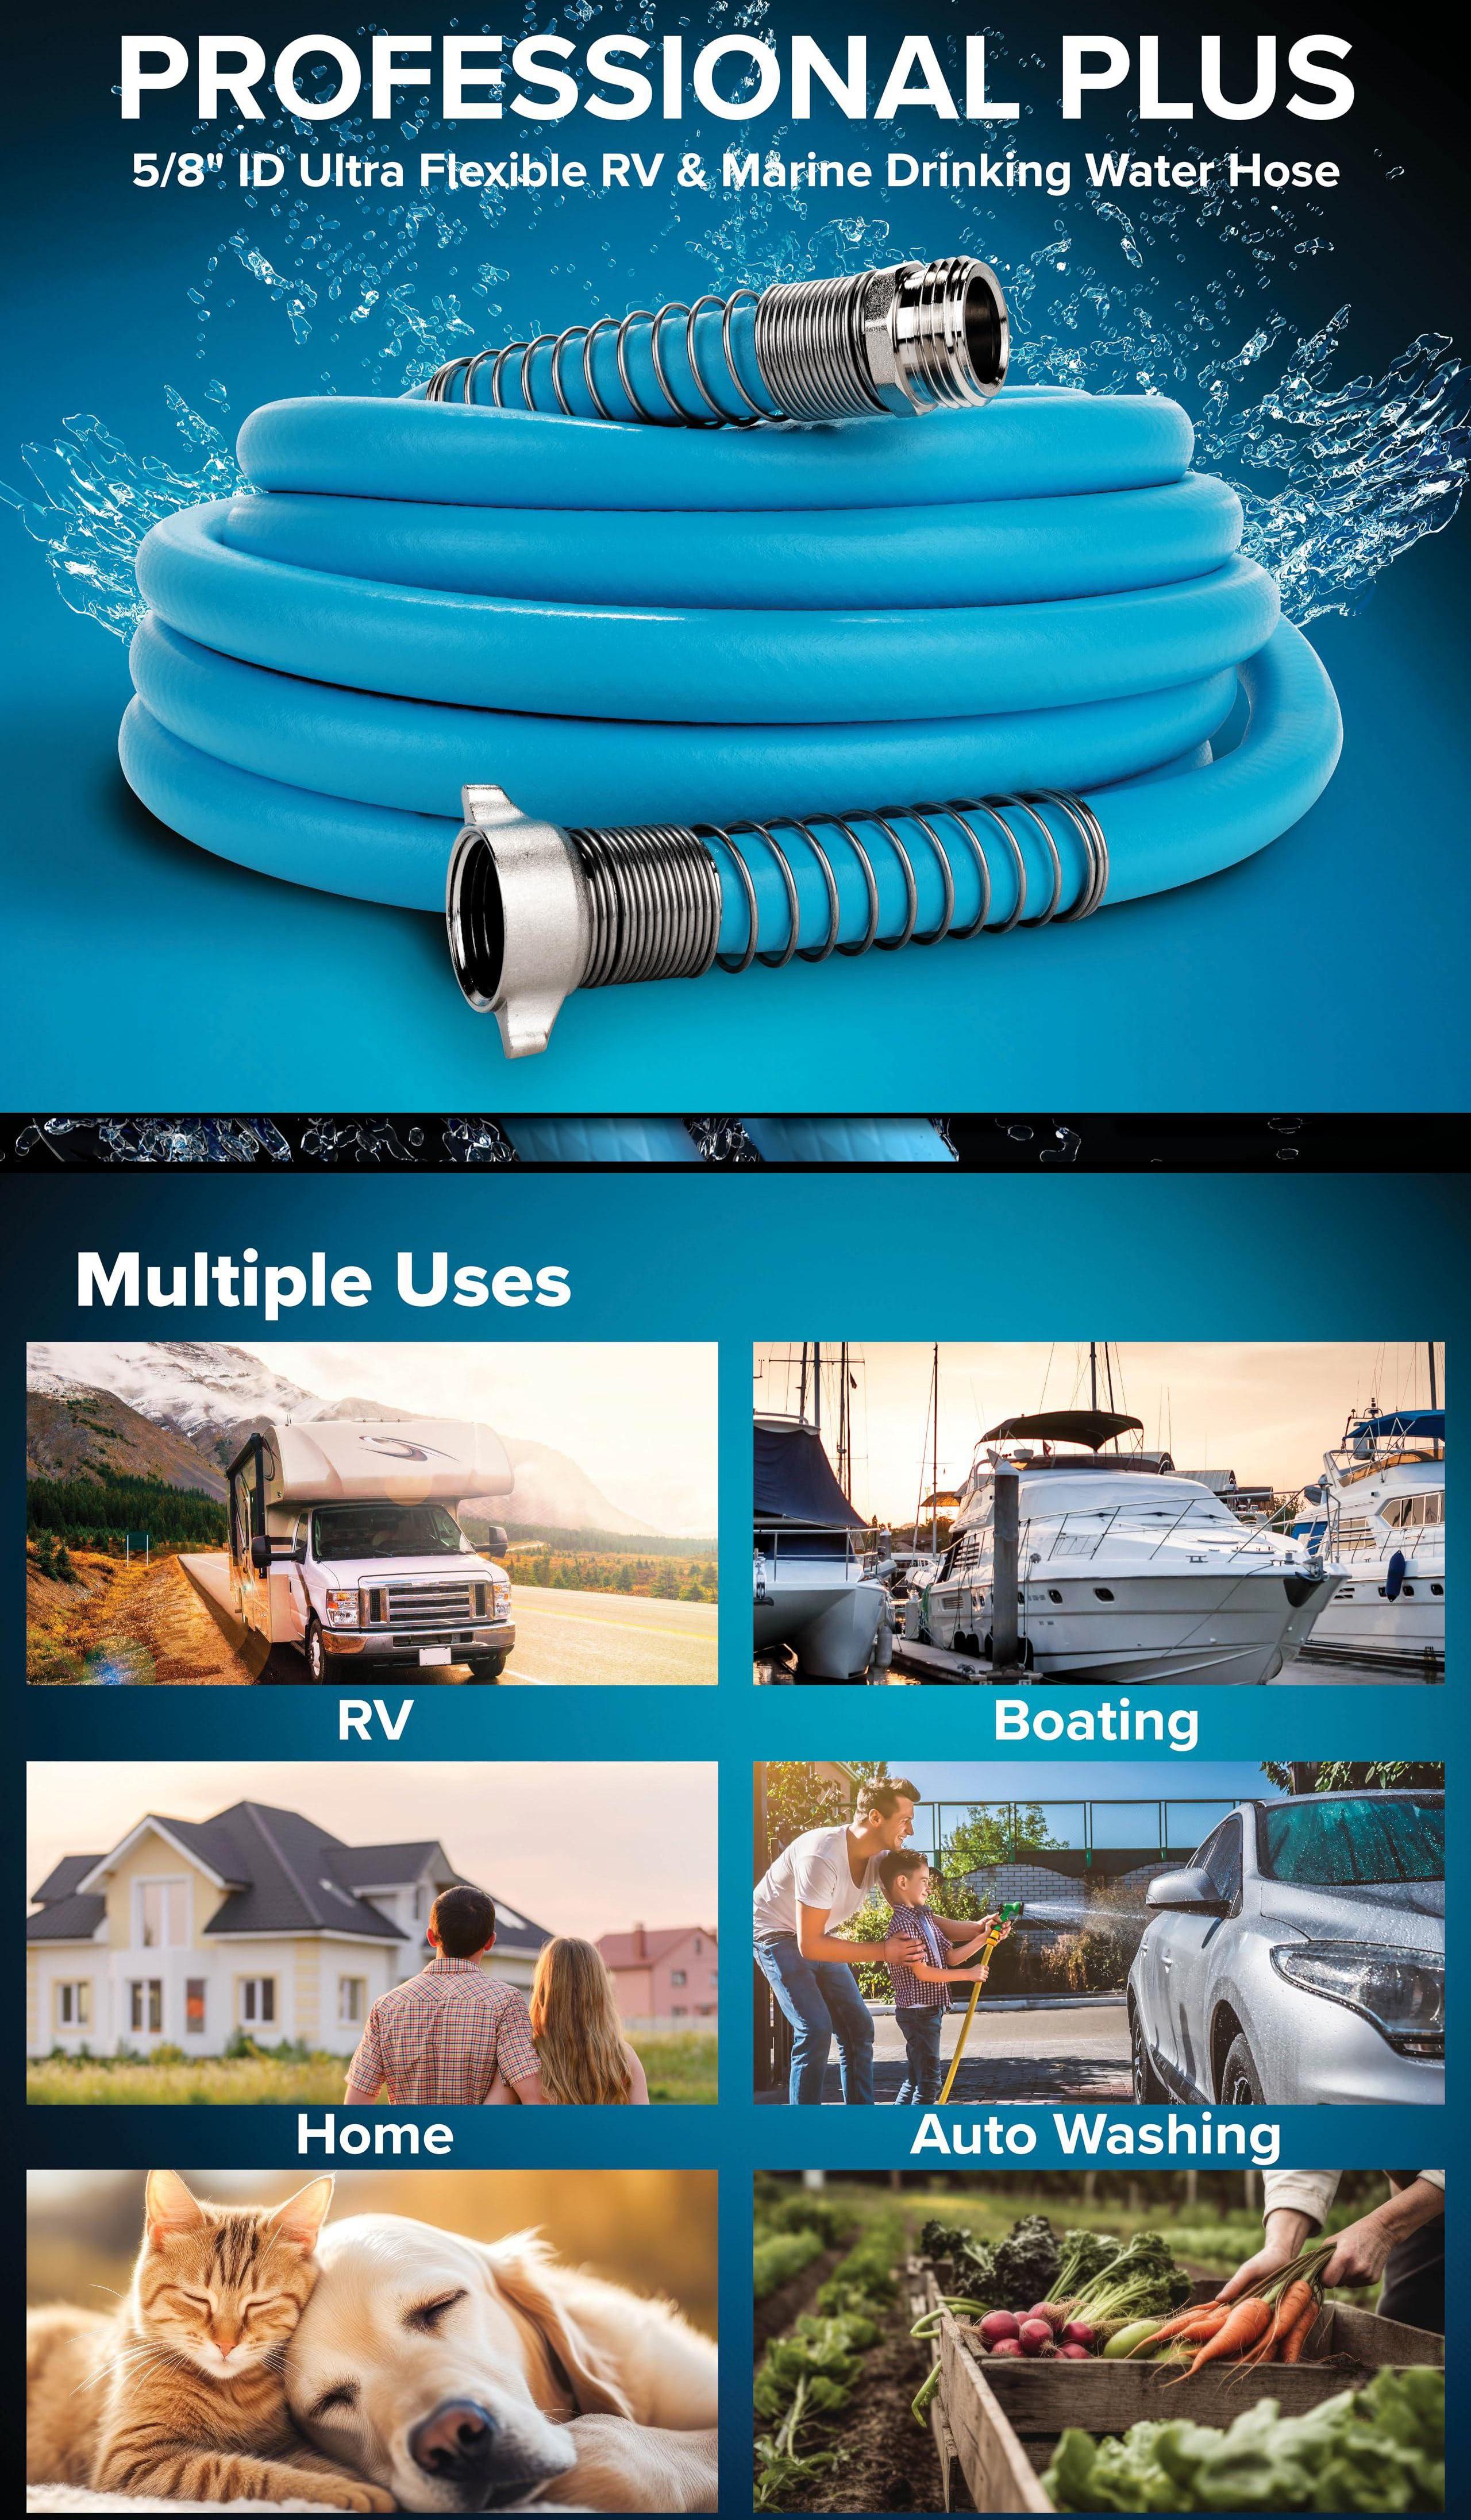 PROFESSIONAL PLUS
5/8" ID Ultra Flexible RV & Marine Drinking Water Hose
Multiple Uses
RV
Boating
Home
Auto Washing